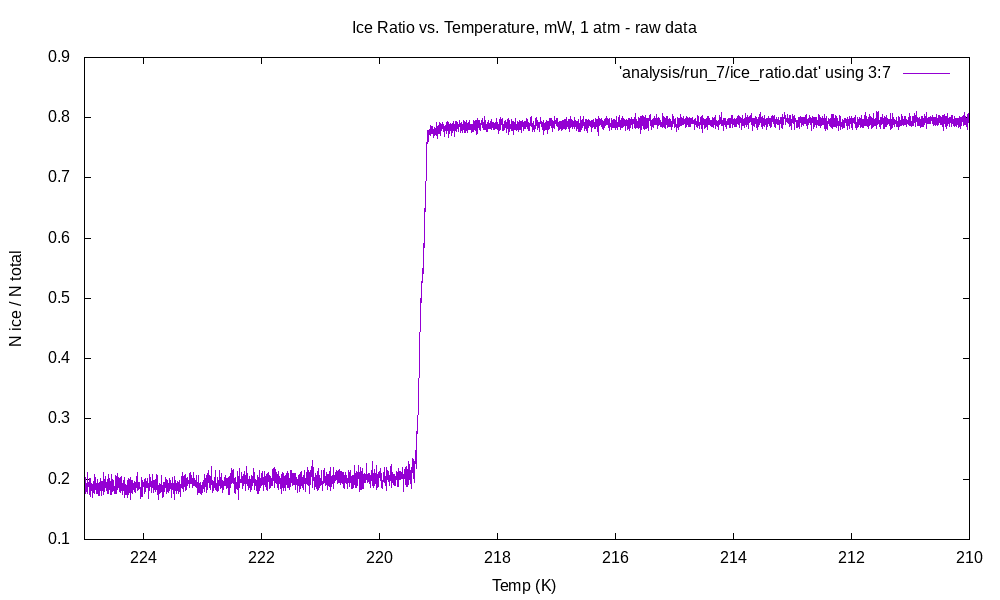 Ice Ratio vs. Temperature, mW, 1 atm - raw data
'analysis/run_7/ice_ratio.dat' using 3:7
N ice / N total
0.9
0.8
0.7
0.6
0.5
0.4
0.3
0.2
0.1
224 222 220 218 216 214 212 210
Temp (K)